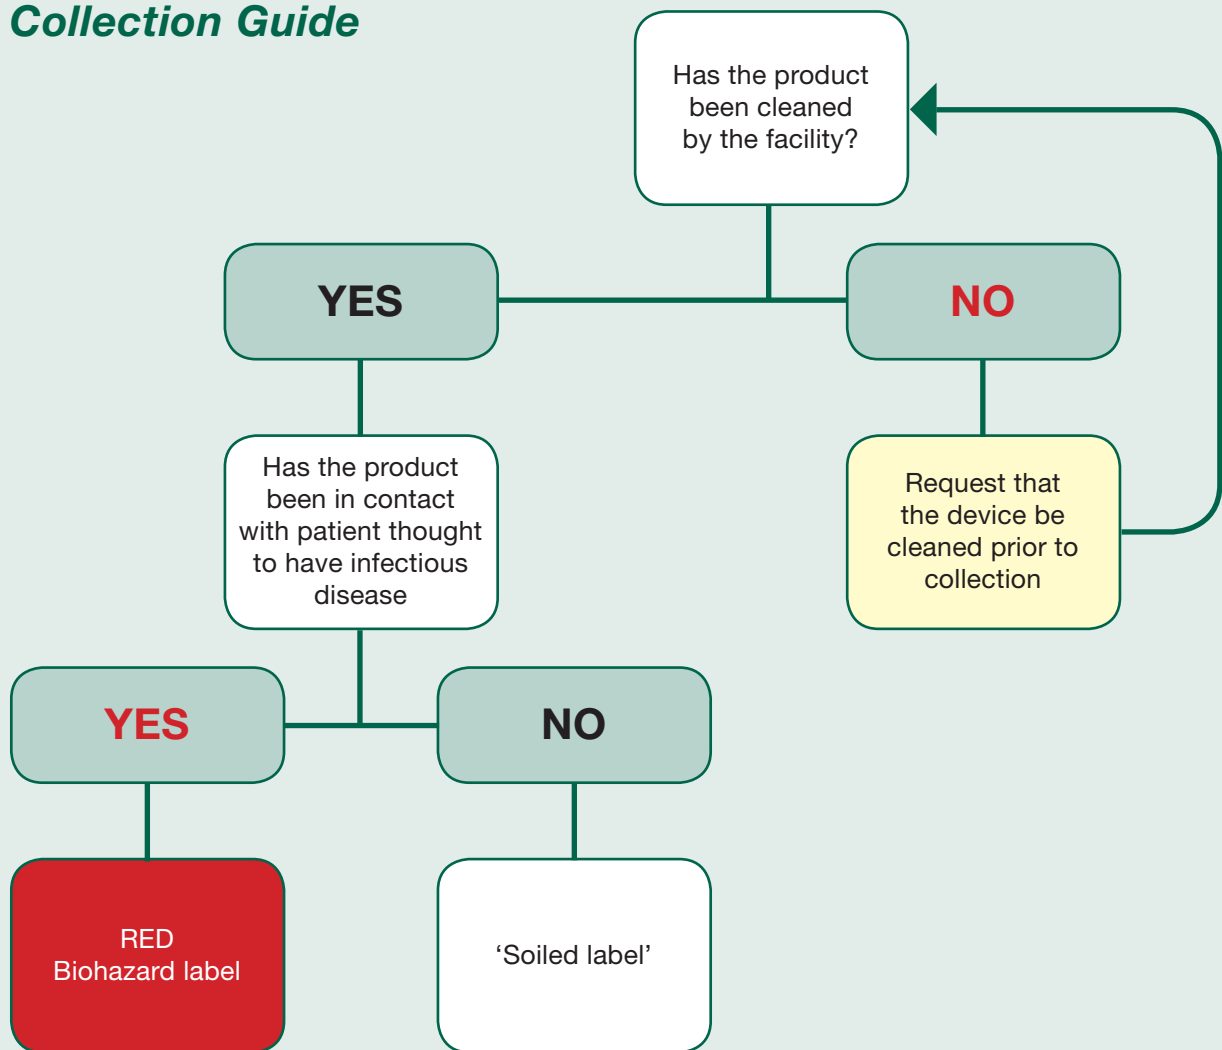 Collection Guide
Has the product
been cleaned
by the facility?
YES
NO
Has the product
been in contact
with patient thought
to have infectious
disease
Request that
the device be
cleaned prior to
collection
YES
NO
RED
Biohazard label
‘Soiled label’